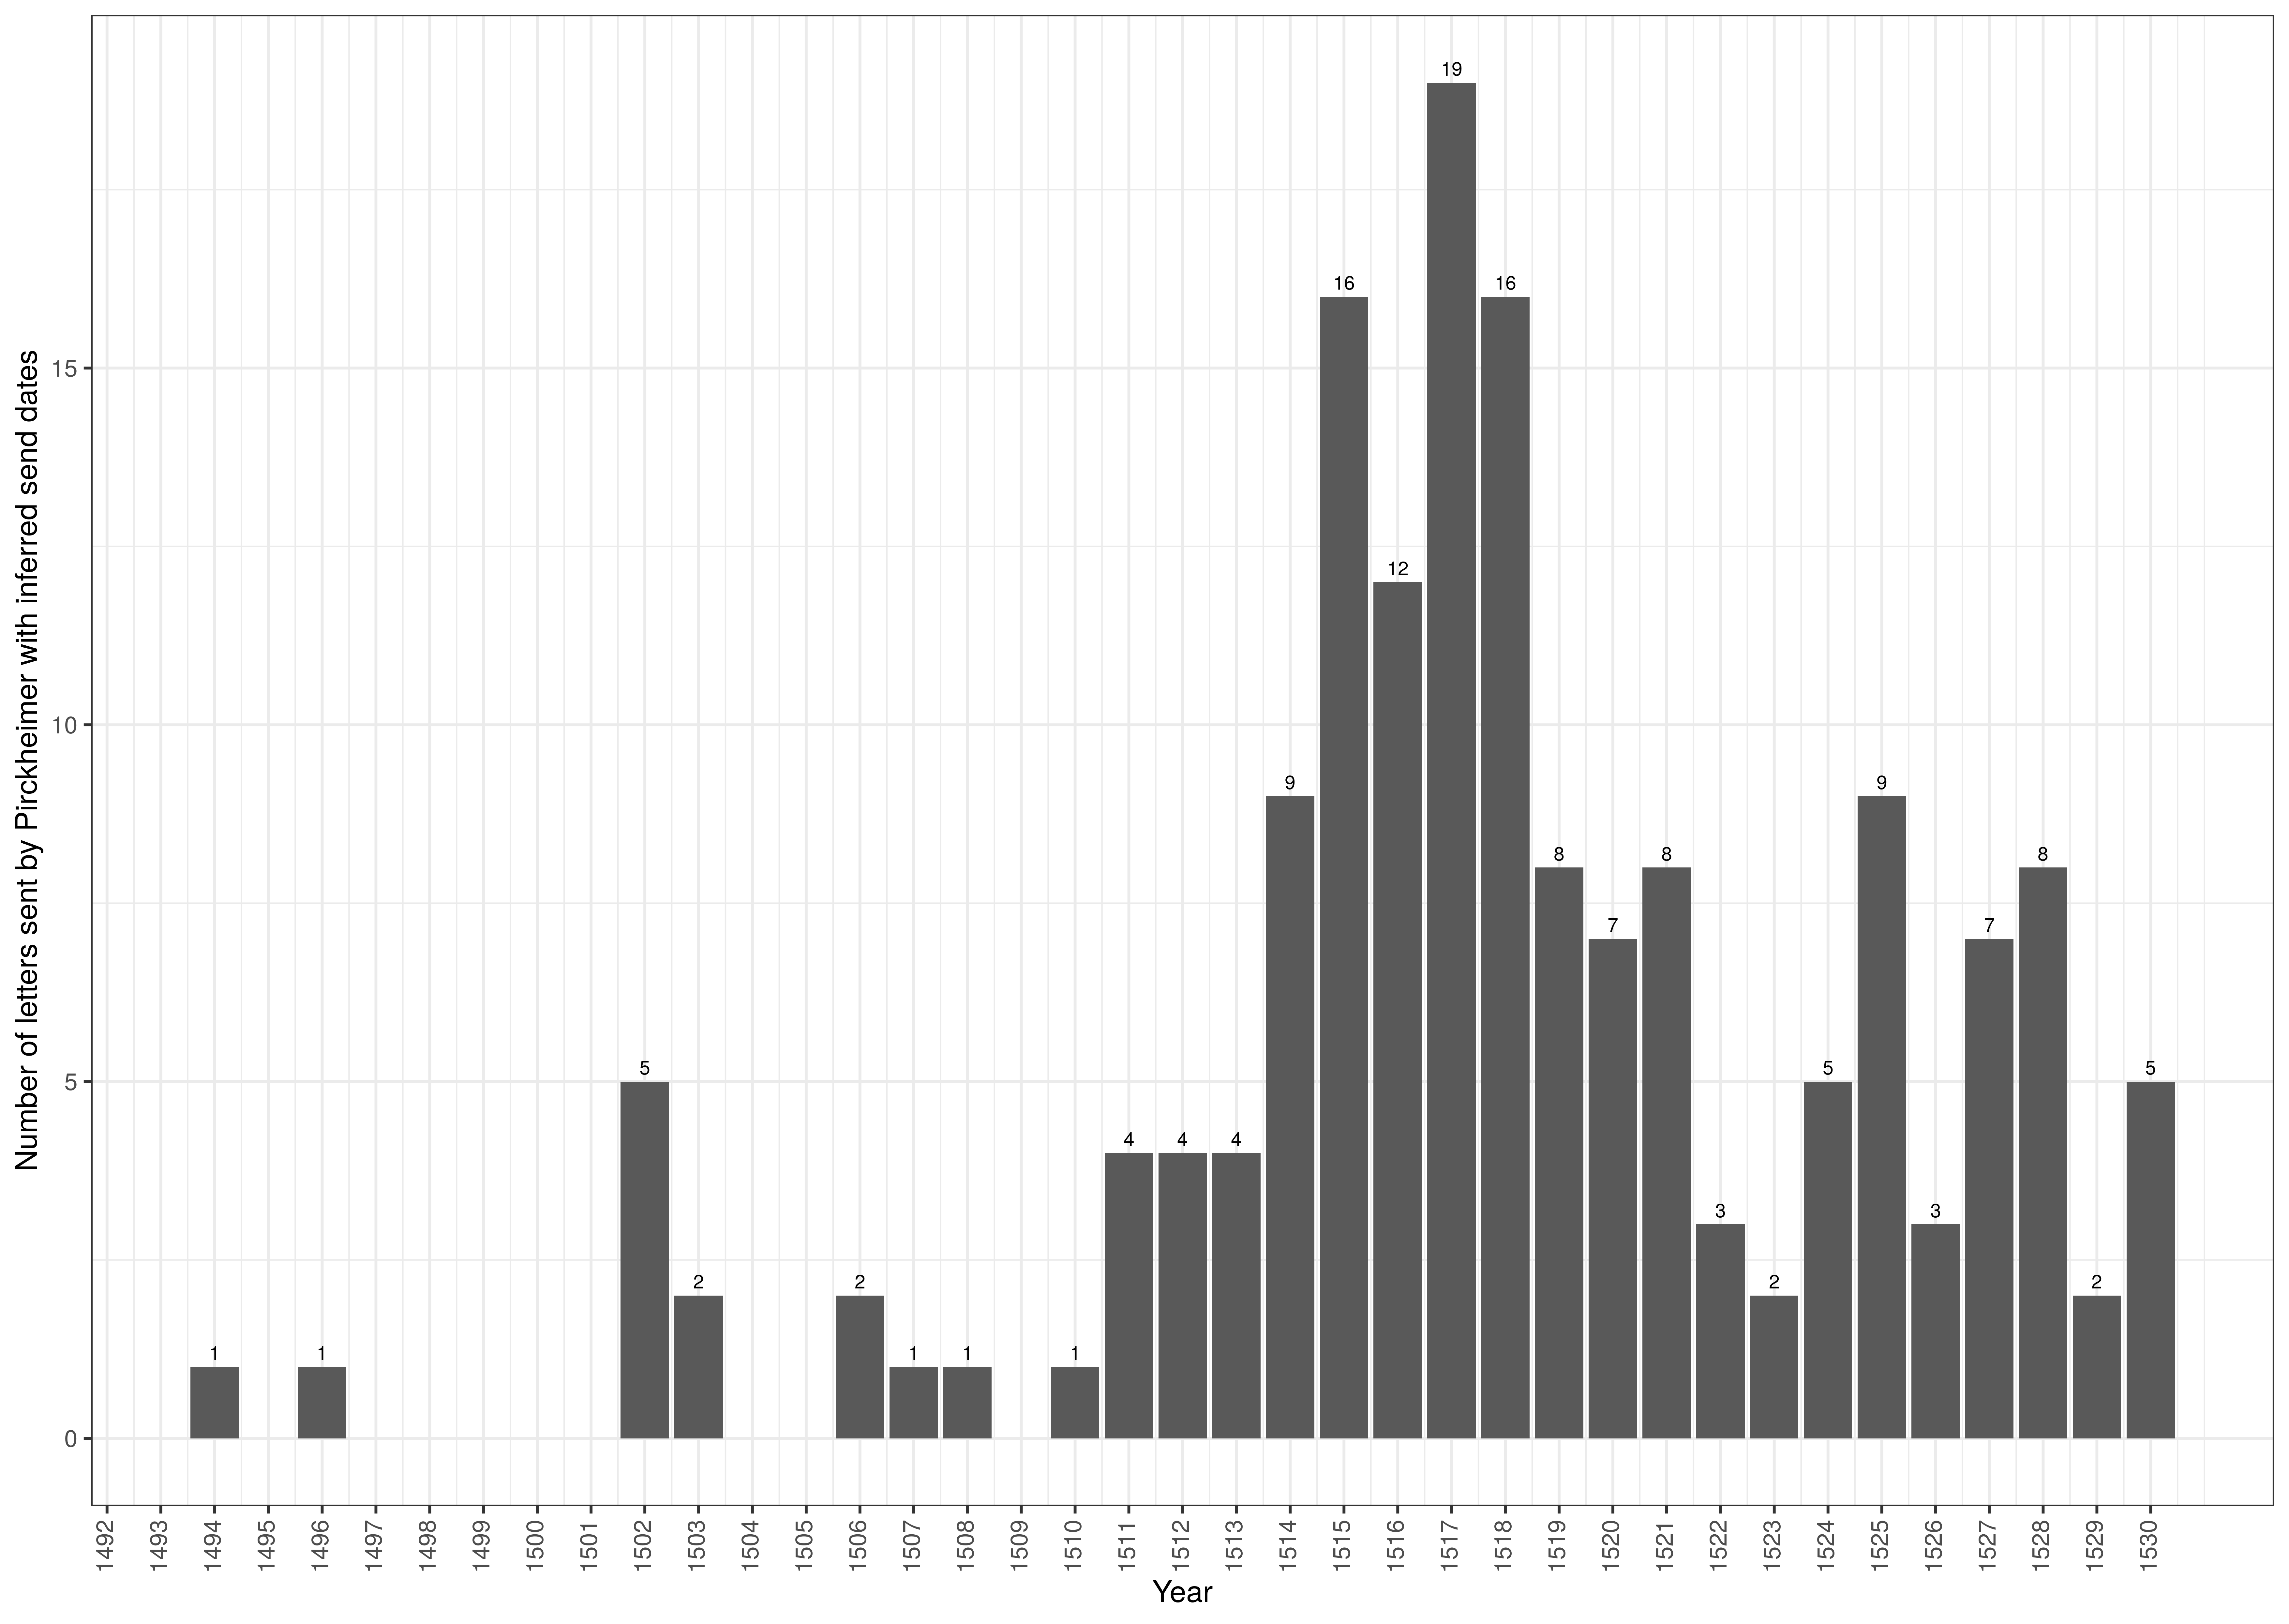 Number of letters sent by Pirckheimer with inferred send dates
15
10
5
0
1 1 5 2 2 1 1 1 4 4 4 9 16 12 19 16 8 7 8 3 2 5 9 3 7 8 2 5
1492 1493 1494 1495 1496 1497 1498 1499 1500 1501 1502 1503 1504 1505 1506 1507 1508 1509 1510 1511 1512 1513 1514 1515 1516 1517 1518 1519 1520 1521 1522 1523 1524 1525 1526 1527 1528 1529 1530
Year